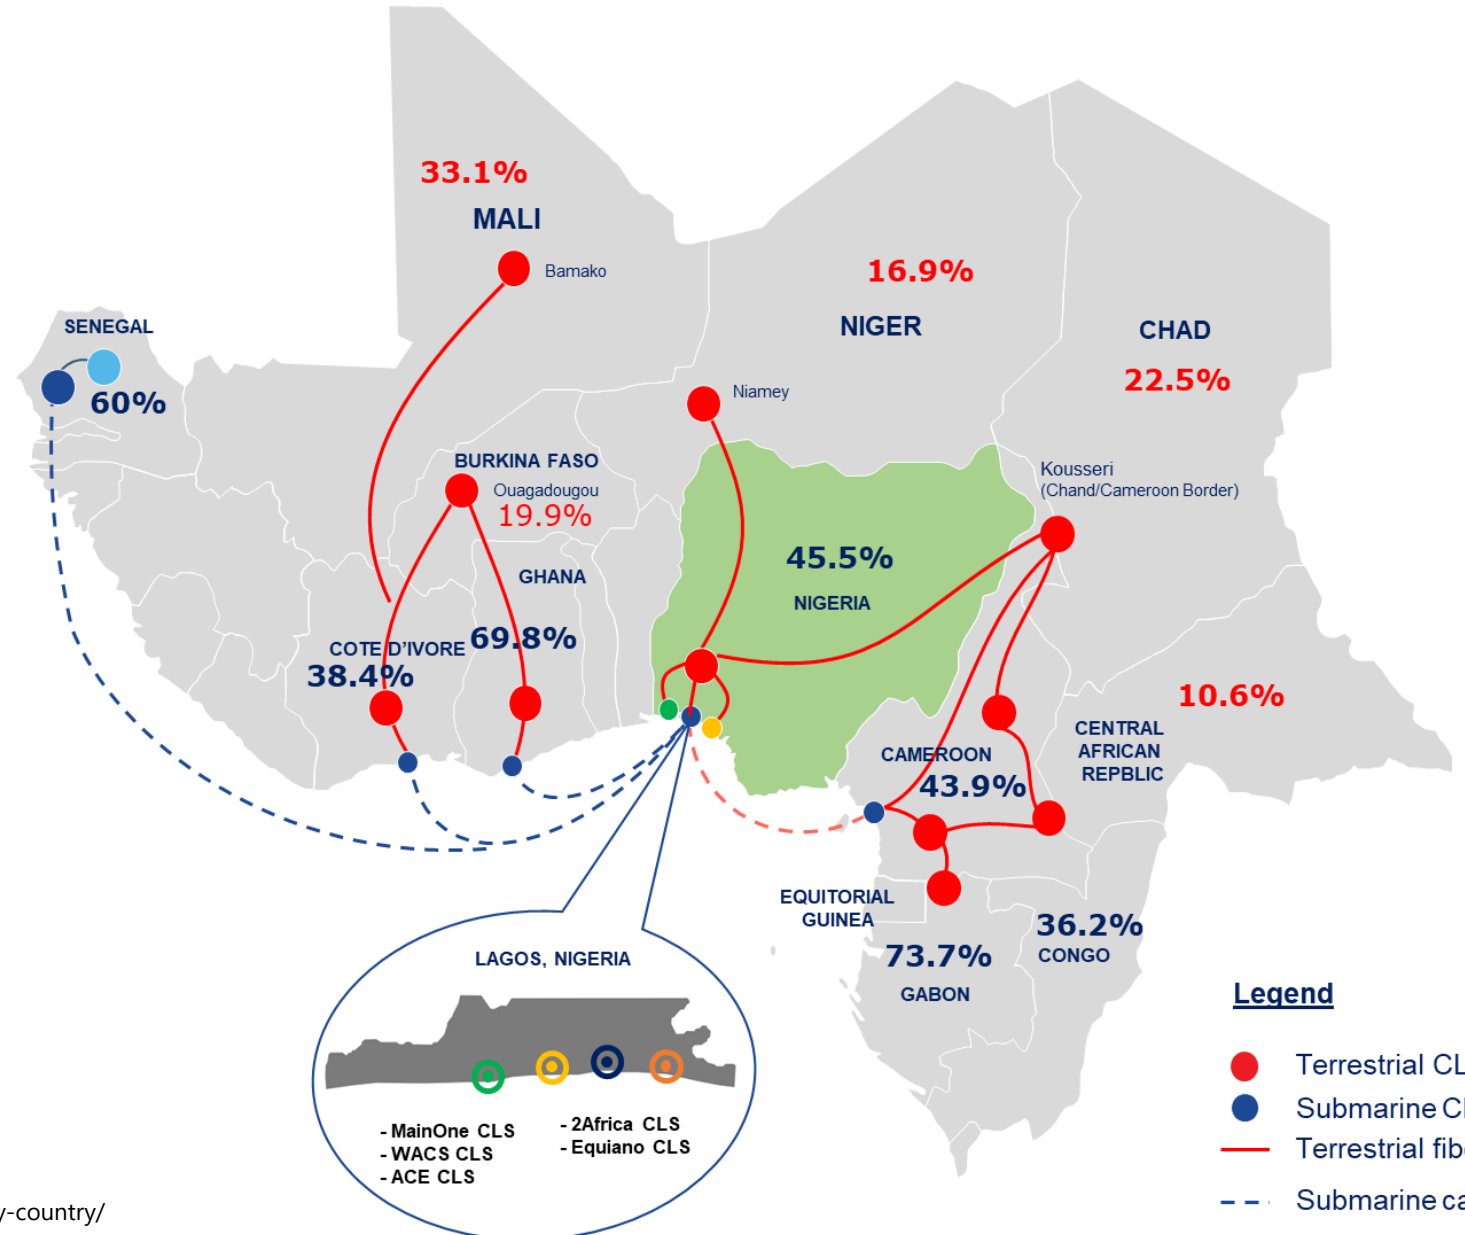 33.1%
MALI
Bamako
16.9%
NIGER
CHAD
22.5%
SENEGAL
60%
Niamey
BURKINA FASO
Ouagadougou
19.9%
Kousseri
(Chand/Cameroon Border)
45.5%
NIGERIA
GHANA
69.8%
COTE D'IVORE
38.4%
10.6%
CENTRAL
AFRICAN
REPBLIC
CAMEROON
43.9%
EQUITORIAL
GUINEA
36.2%
CONGO
73.7%
GABON
LAGOS, NIGERIA
- MainOne CLS
- WACS CLS
- ACE CLS
- 2Africa CLS
- Equiano CLS
Legend
Terrestrial CL
Submarine C
Terrestrial fib
Submarine ca
y-country/